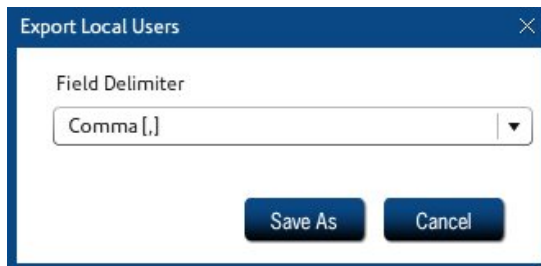 Export Local Users
Field Delimiter
Comma [,]
Save As Cancel